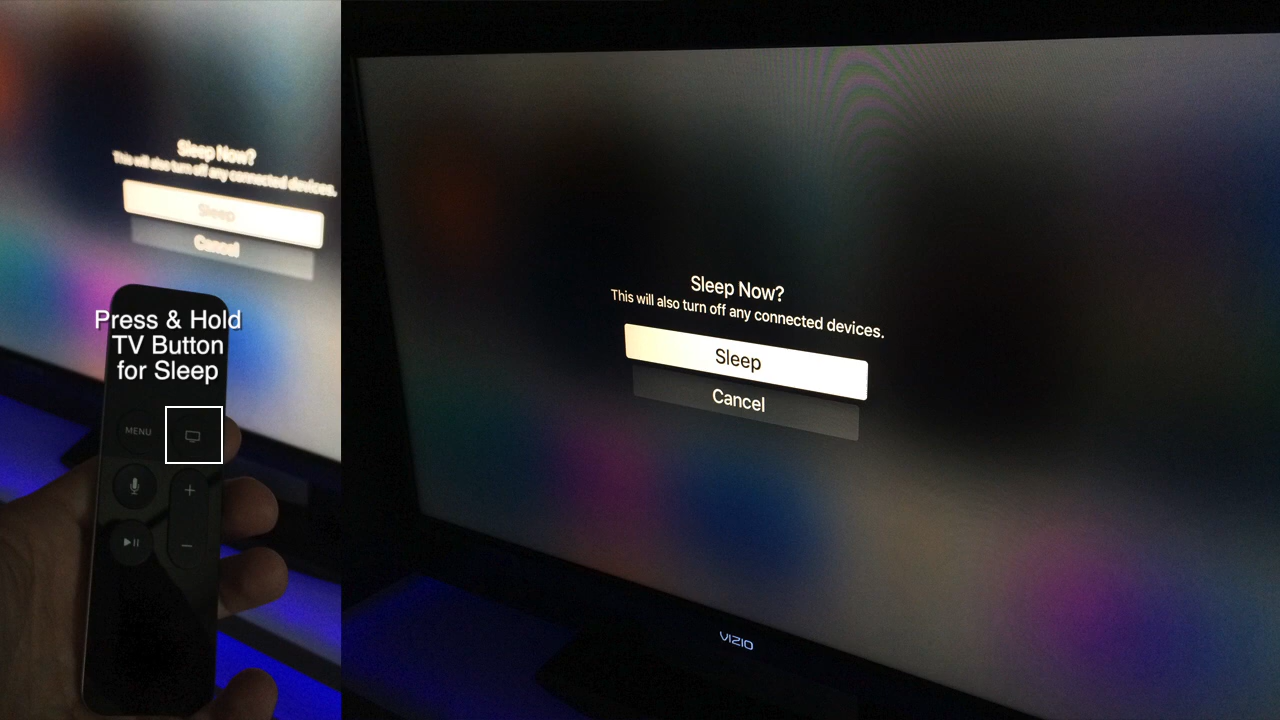 Sleep Now?
This will also turn off any connected devices.
Sleep
Cancel
Press & Hold
TV Button
for Sleep
MENU
+
−
Sleep Now?
This will also turn off any connected devices.
Sleep
Cancel
VIZIO